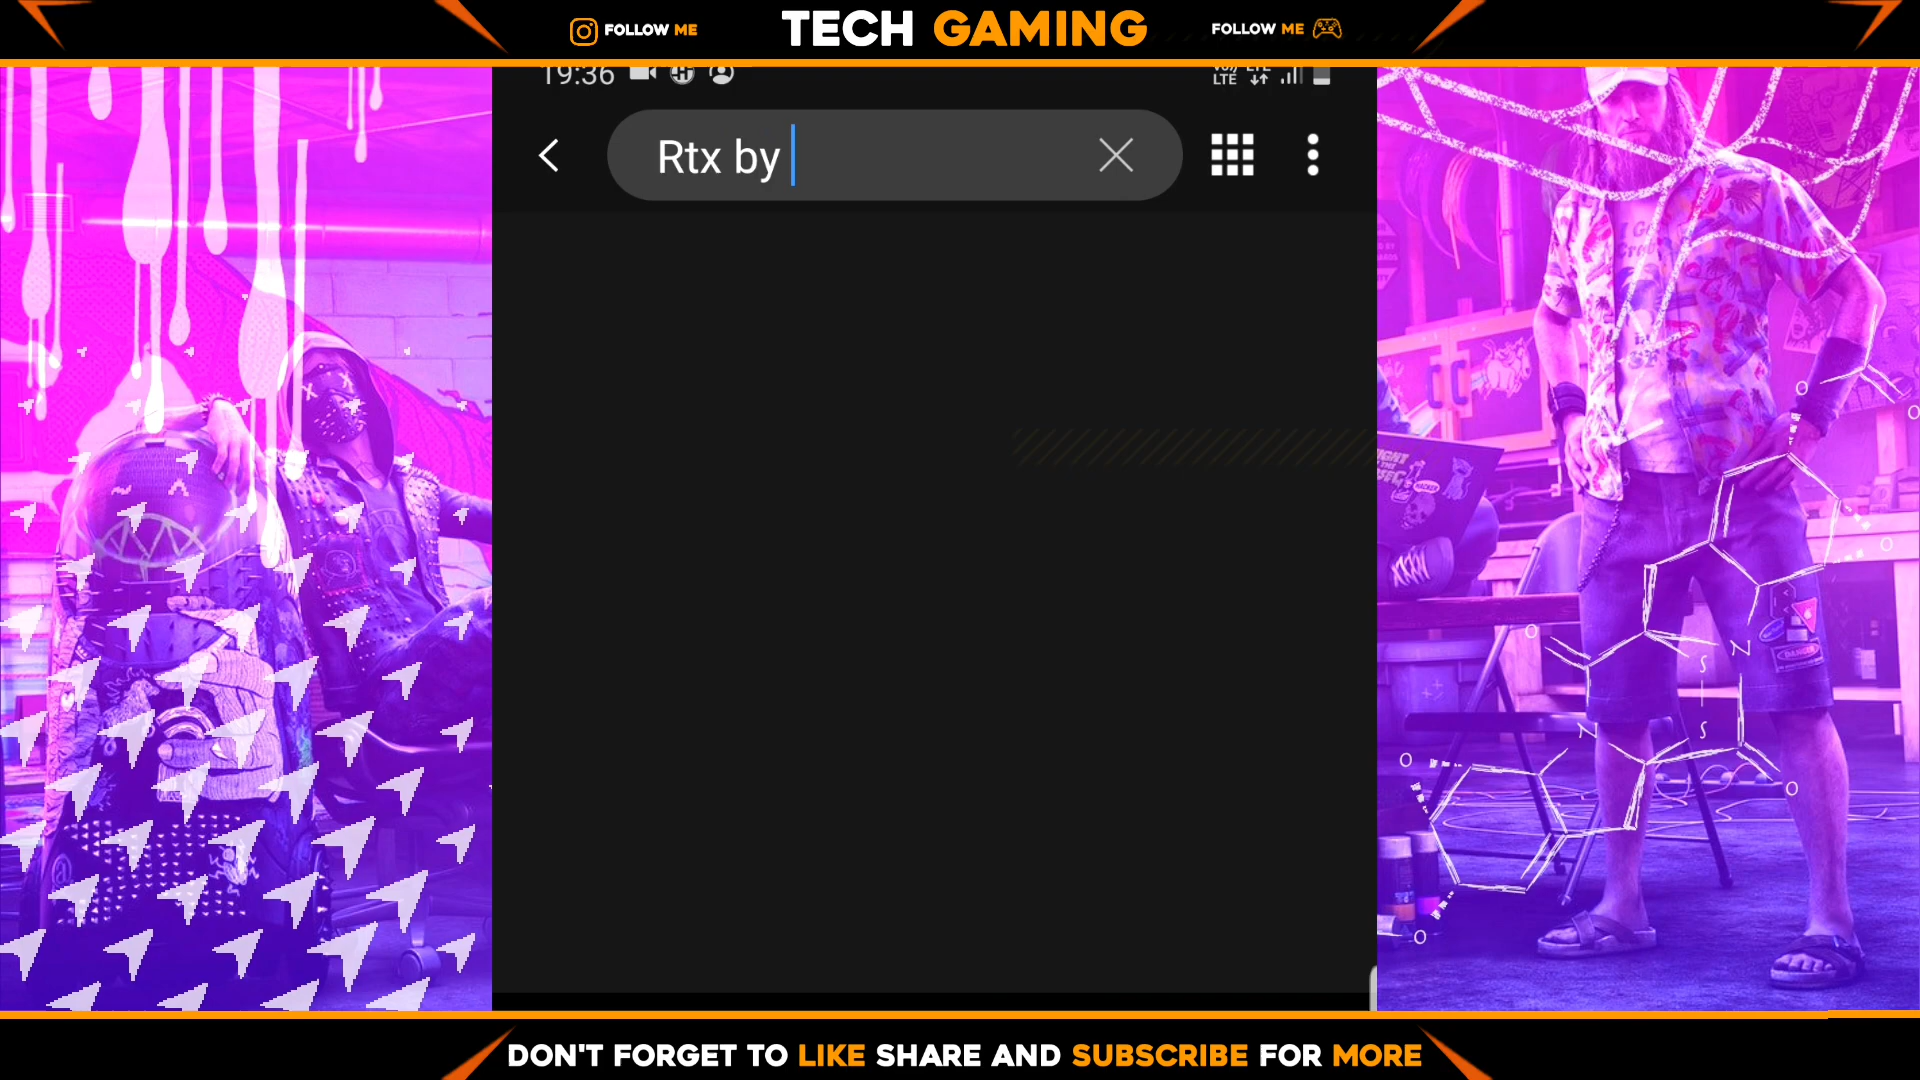 FOLLOW ME
TECH GAMING
FOLLOW ME
19:36
LTE
Rtx by
DON'T FORGET TO LIKE SHARE AND SUBSCRIBE FOR MORE